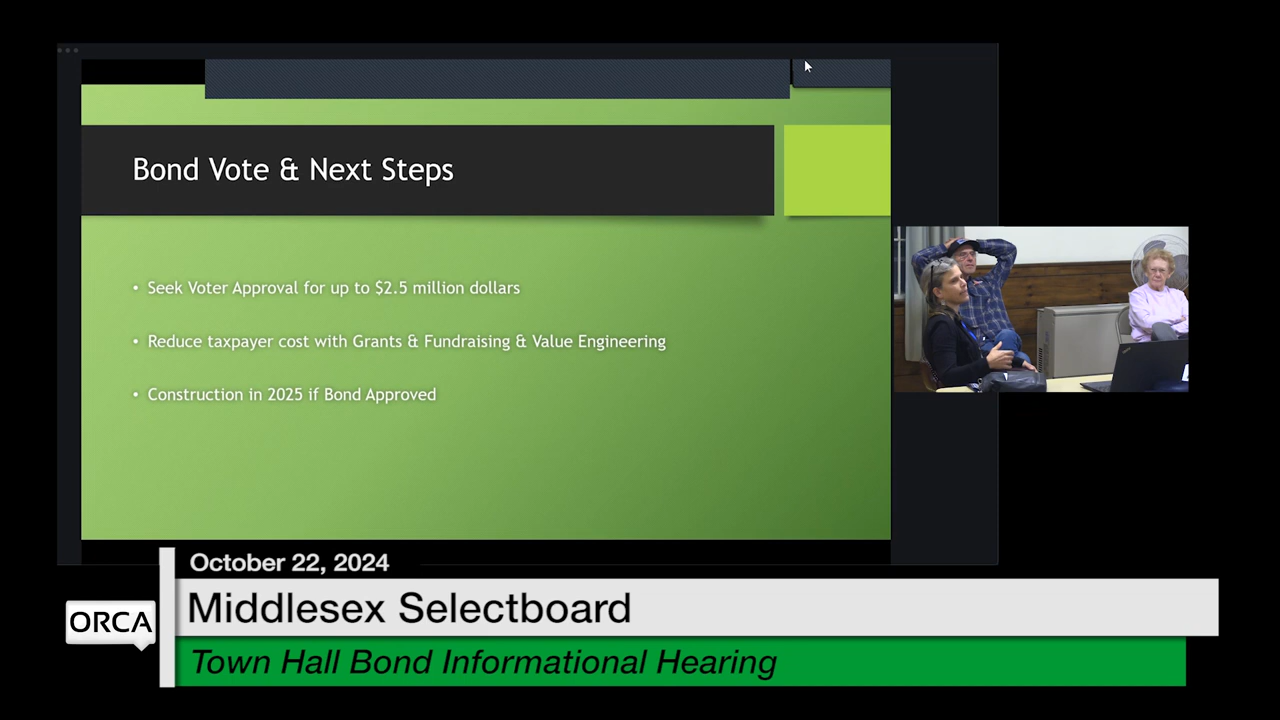 Bond Vote & Next Steps
• Seek Voter Approval for up to $2.5 million dollars
• Reduce taxpayer cost with Grants & Fundraising & Value Engineering
• Construction in 2025 if Bond Approved
October 22, 2024
ORCA
Middlesex Selectboard
Town Hall Bond Informational Hearing